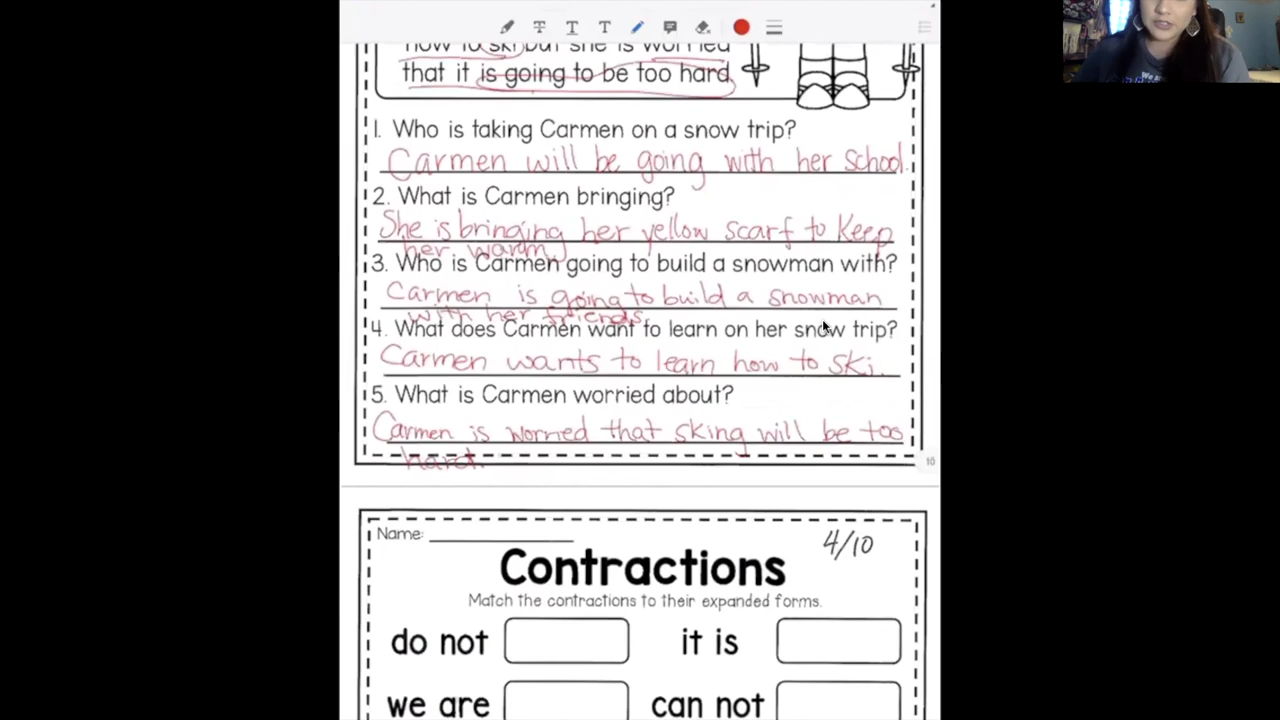 how to ski but she is worried
that it is going to be too hard
1. Who is taking Carmen on a snow trip?
Carmen will be going with her school.
2. What is Carmen bringing?
She is bringing her yellow scarf to keep
her warm.
3. Who is Carmen going to build a snowman with?
Carmen is going to build a snowman
with her friends.
4. What does Carmen want to learn on her snow trip?
Carmen wants to learn how to ski.
5. What is Carmen worried about?
Carmen is worried that sking will be too
hard.
10
Name:
4/10
Contractions
Match the contractions to their expanded forms.
do not it is
we are can not